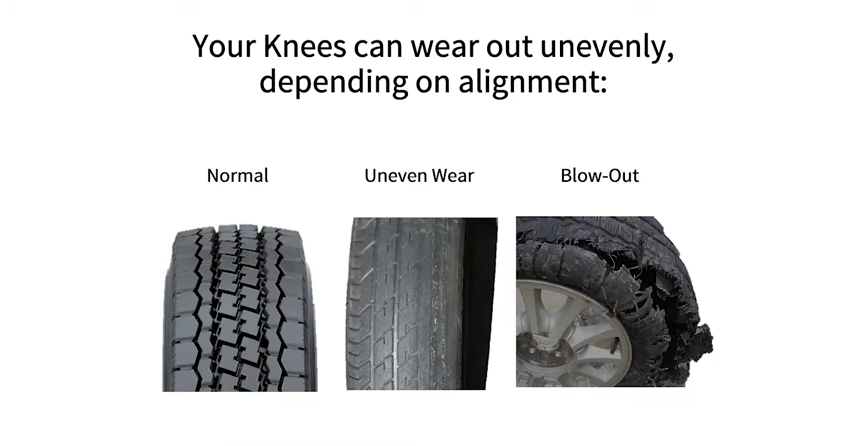 Your Knees can wear out unevenly,
depending on alignment:
Normal
Uneven Wear
Blow-Out